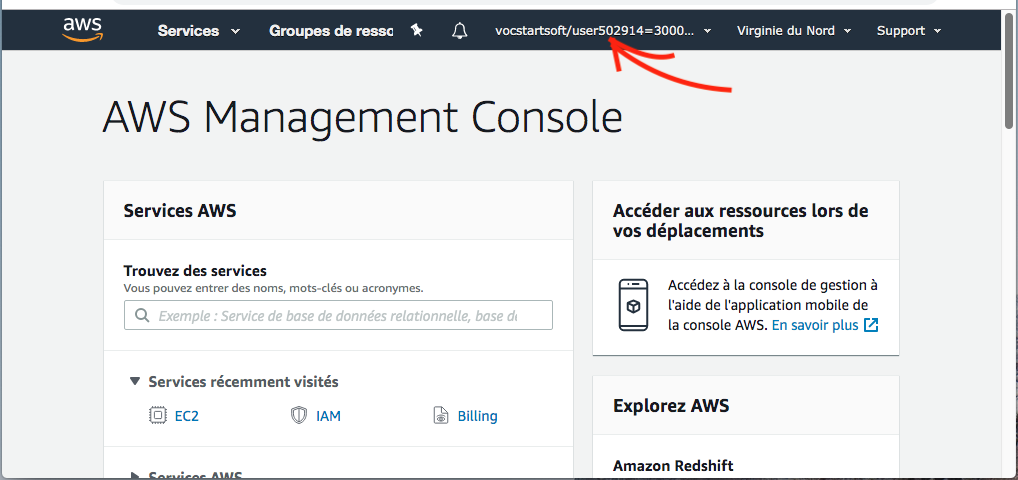 aws
Services
Groupes de resso
vocstartsoft/user502914=3000...
Virginie du Nord
Support
AWS Management Console
Services AWS
Trouvez des services
Vous pouvez entrer des noms, mots-clés ou acronymes.
Exemple : Service de base de données relationnelle, base de
Services récemment visités
EC2
IAM
Billing
Services AWS
Accéder aux ressources lors de
vos déplacements
Accédez à la console de gestion à
l'aide de l'application mobile de
la console AWS. En savoir plus
Explorez AWS
Amazon Redshift